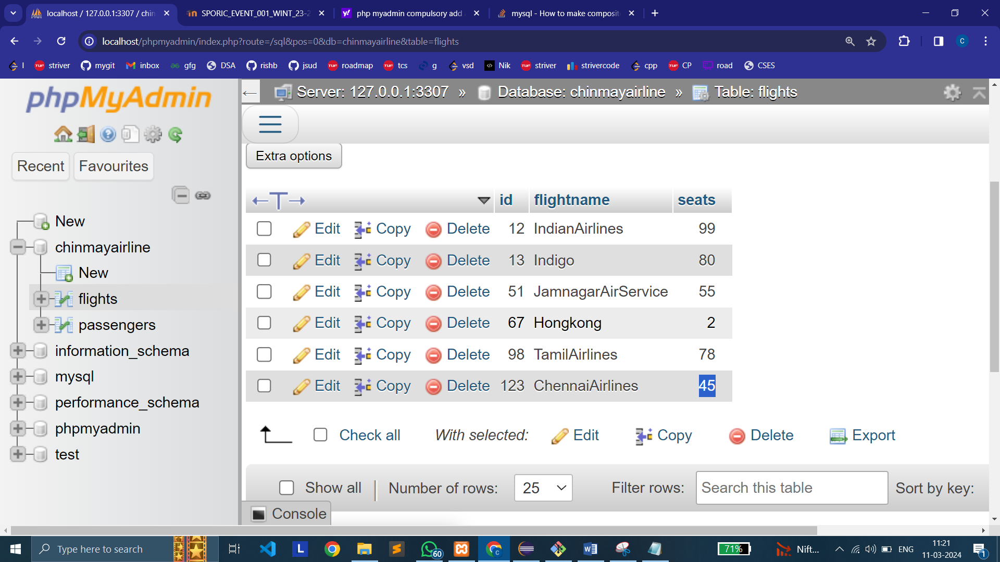 localhost / 127.0.0.1:3307 / chin
SPORIC_EVENT_001_WINT_23-2
php myadmin compulsory add
mysql - How to make composit
localhost/phpmyadmin/index.php?route=/sql&pos=0&db=chinmayairline&table=flights
C
l striver mygit inbox gfg DSA rishb jsud roadmap tcs g vsd Nik striver strivercode cpp CP road CSES
phpMyAdmin
Recent Favourites
New
chinmayairline
New
flights
passengers
information_schema
mysql
performance_schema
phpmyadmin
test
Server: 127.0.0.1:3307 » Database: chinmayairline » Table: flights
Extra options
←T→ id flightname seats
Edit Copy Delete 12 IndianAirlines 99
Edit Copy Delete 13 Indigo 80
Edit Copy Delete 51 JamnagarAirService 55
Edit Copy Delete 67 Hongkong 2
Edit Copy Delete 98 TamilAirlines 78
Edit Copy Delete 123 ChennaiAirlines 45
Check all With selected: Edit Copy Delete Export
Show all | Number of rows: 25 Filter rows: Search this table Sort by key:
Console
Type here to search
60
71%
Nift...
ENG
11:21
11-03-2024
1